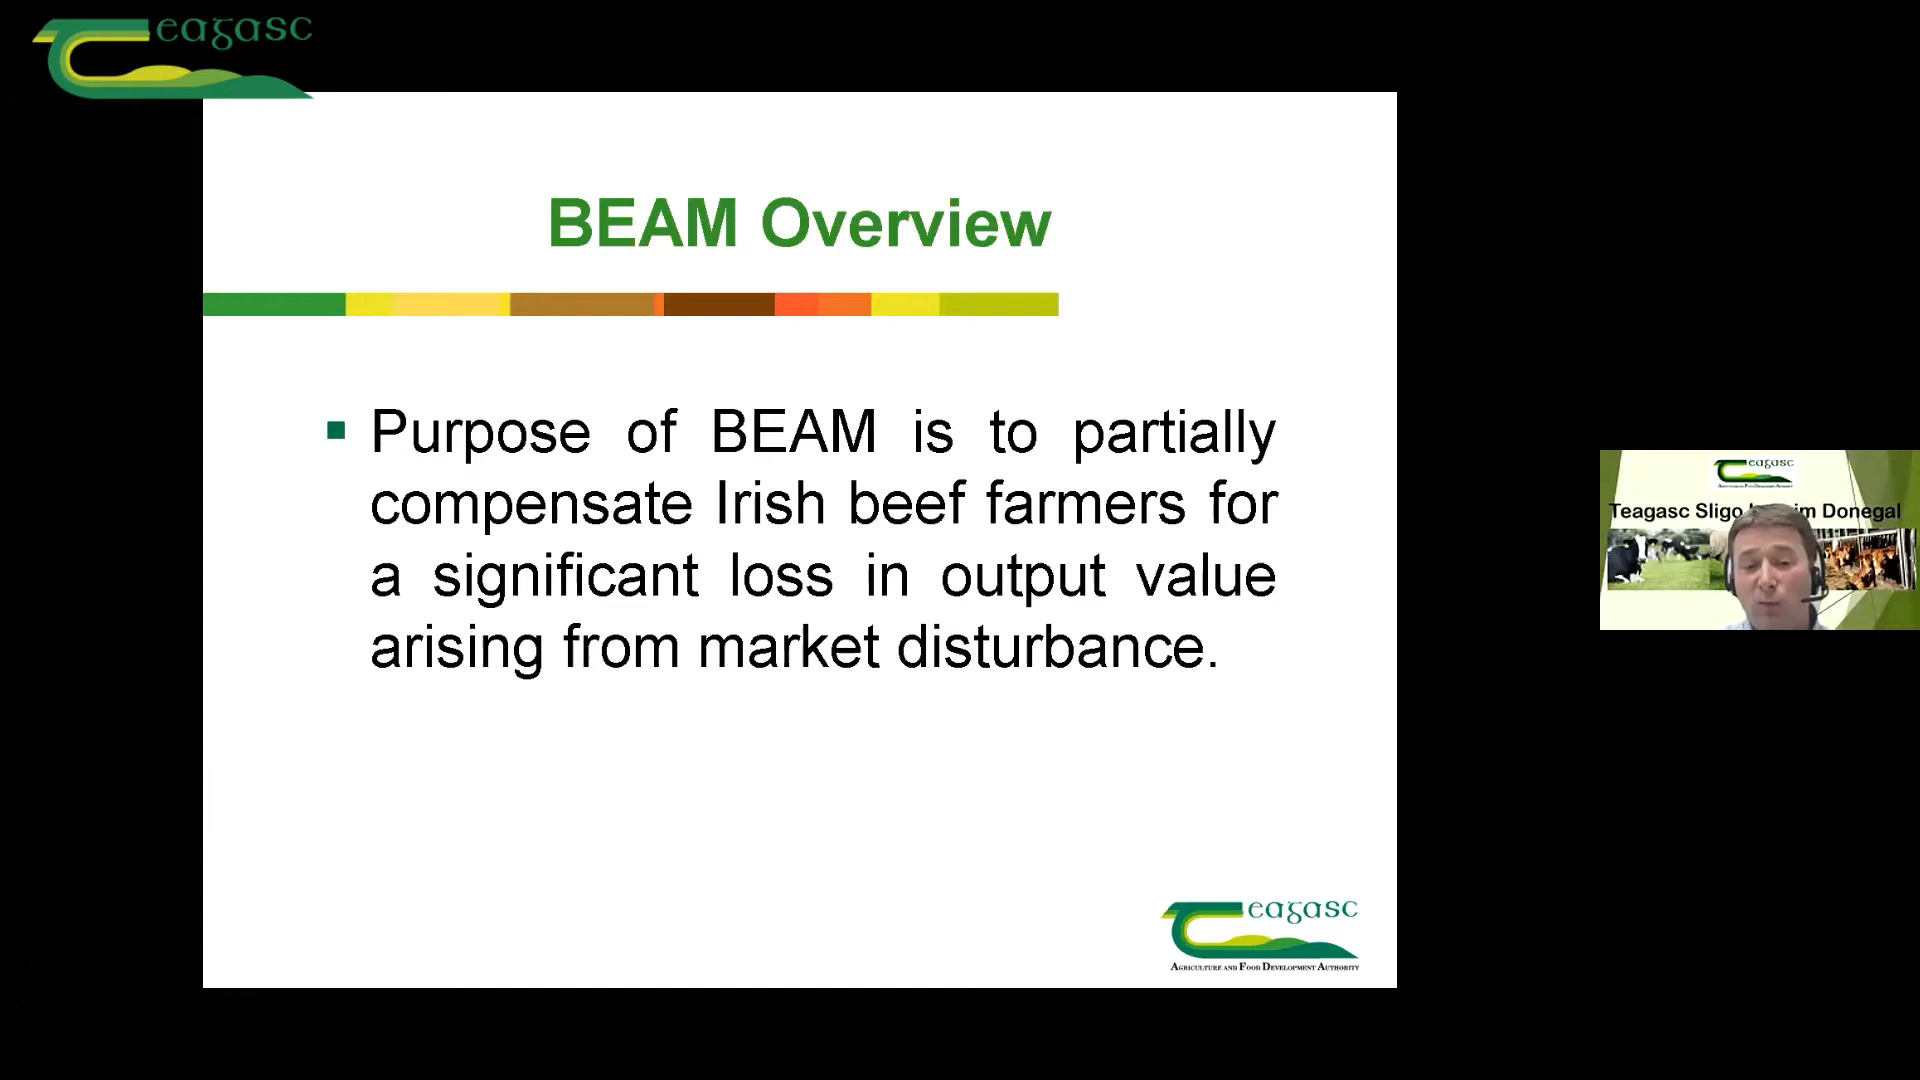 eagasc
BEAM Overview
Purpose of BEAM is to partially
compensate Irish beef farmers for
a significant loss in output value
arising from market disturbance.
eagasc
Teagasc Sligo im Donegal
eagasc
AGRICULTURE AND FOOD DEVELOPMENT AUTHORITY